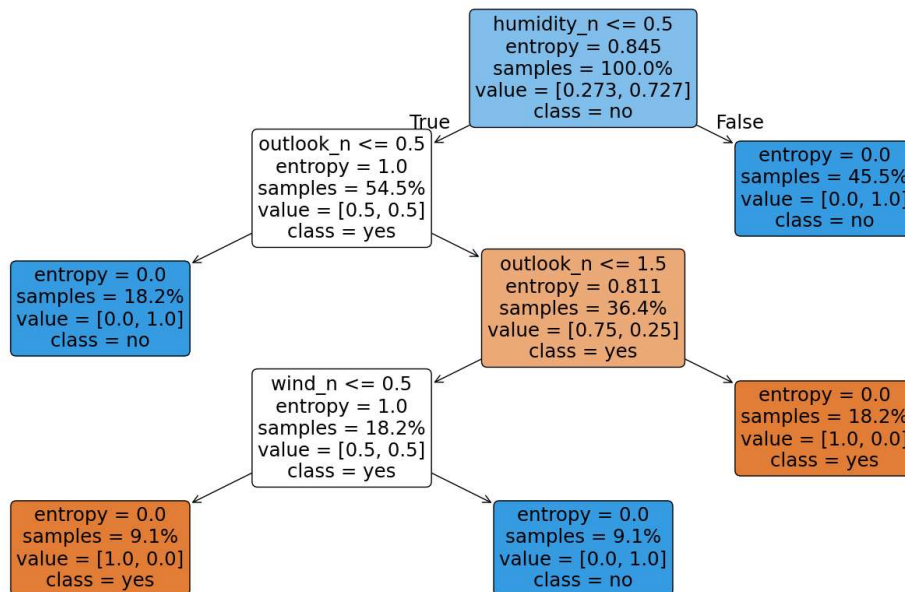 humidity_n <= 0.5
entropy = 0.845
samples = 100.0%
value = [0.273, 0.727]
class = no
True
False
outlook_n <= 0.5
entropy = 1.0
samples = 54.5%
value = [0.5, 0.5]
class = yes
entropy = 0.0
samples = 45.5%
value = [0.0, 1.0]
class = no
entropy = 0.0
samples = 18.2%
value = [0.0, 1.0]
class = no
outlook_n <= 1.5
entropy = 0.811
samples = 36.4%
value = [0.75, 0.25]
class = yes
wind_n <= 0.5
entropy = 1.0
samples = 18.2%
value = [0.5, 0.5]
class = yes
entropy = 0.0
samples = 18.2%
value = [1.0, 0.0]
class = yes
entropy = 0.0
samples = 9.1%
value = [1.0, 0.0]
class = yes
entropy = 0.0
samples = 9.1%
value = [0.0, 1.0]
class = no